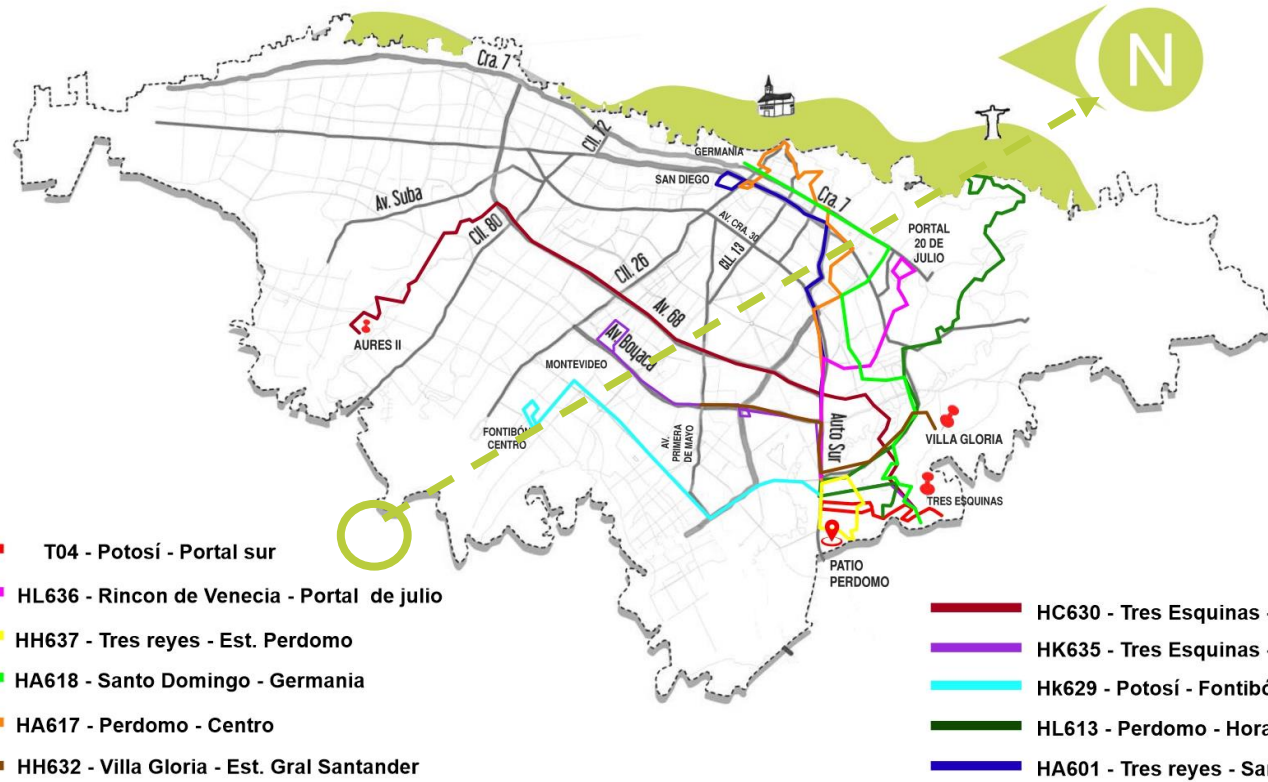 N
Cra. 7
Cll. 72
GERMANÍA
SAN DIEGO
Cra. 7
Av. Suba
Cll. 80
AV. CRA. 30
CLL 13
PORTAL
20 DE
JULIO
Cll. 26
Av. 68
AURES II
Av Boyacá
MONTEVIDEO
FONTIBÓN
CENTRO
AV.
PRIMERA
DE MAYO
Auto Sur
VILLA GLORIA
TRES ESQUINAS
PATIO
PERDOMO
T04 - Potosí - Portal sur
HL636 - Rincon de Venecia - Portal de julio
HH637 - Tres reyes - Est. Perdomo
HA618 - Santo Domingo - Germania
HA617 - Perdomo - Centro
HH632 - Villa Gloria - Est. Gral Santander
HC630 - Tres Esquinas -
HK635 - Tres Esquinas -
Hk629 - Potosí - Fontibó
HL613 - Perdomo - Hora
HA601 - Tres reyes - Sa